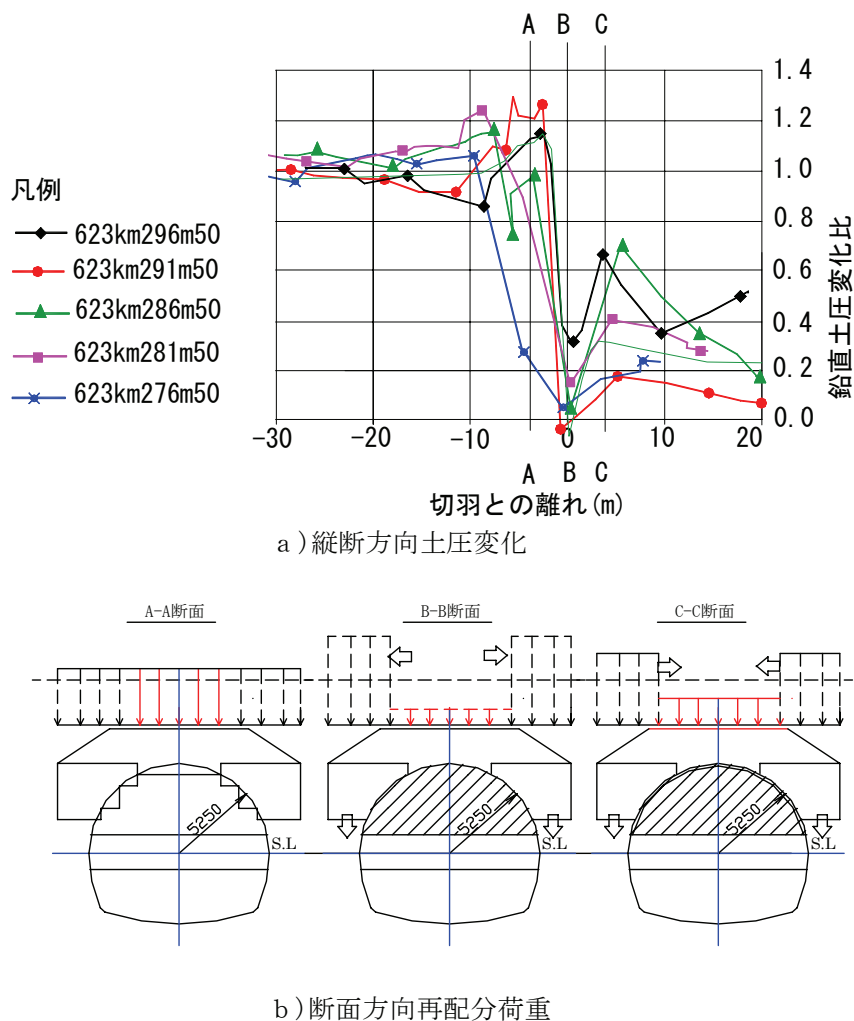 A B C
1.4
1.2
1.0
0.8
0.6
0.4
0.2
0.0
鉛直土圧変化比
凡例
623km296m50
623km291m50
623km286m50
623km281m50
623km276m50
-30 -20 -10 0 10 20
A B C
切羽との離れ(m)
a)縦断方向土圧変化
A-A断面 B-B断面 C-C断面
5250 5250 5250
S.L S.L S.L
b)断面方向再配分荷重